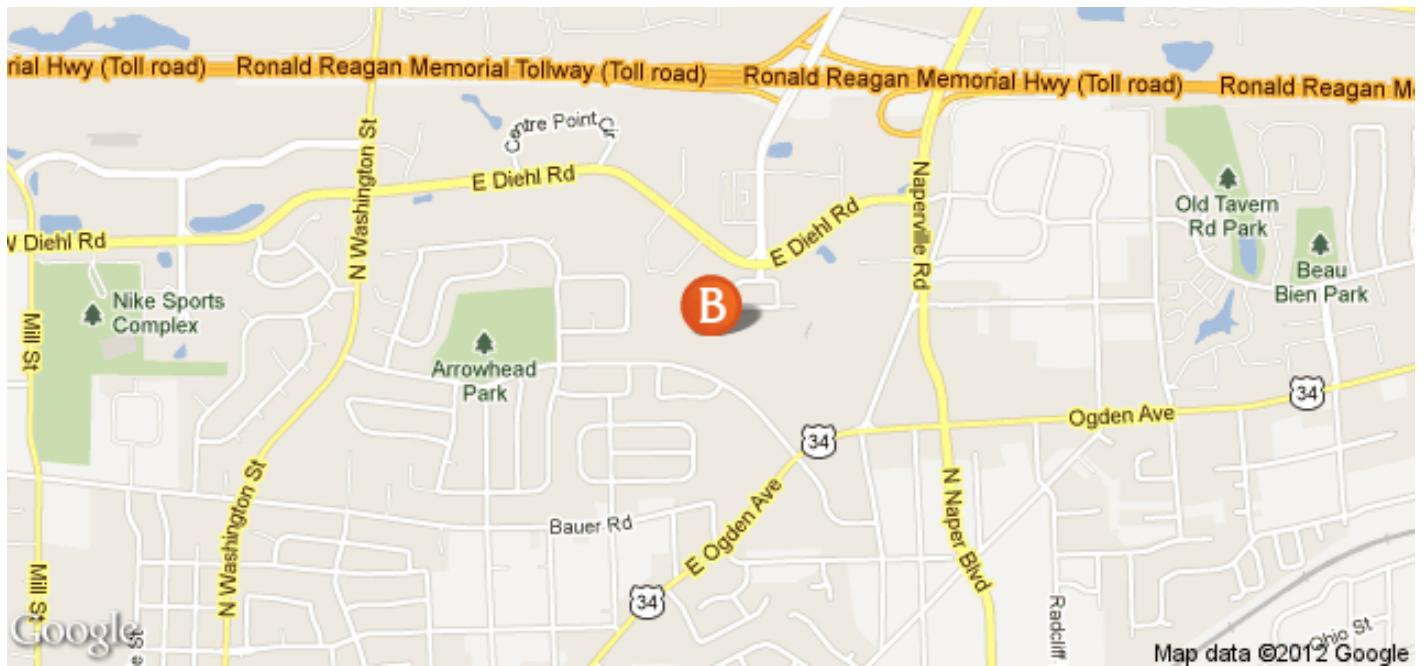 rial Hwy (Toll road)
Ronald Reagan Memorial Tollway (Toll road)
Ronald Reagan Memorial Hwy (Toll road)
Ronald Reagan M
Centre Point Cir
N Washington St
E Diehl Rd
Naperville Rd
Old Tavern
Rd Park
W Diehl Rd
E Diehl Rd
Beau
Bien Park
Nike Sports
Complex
B
Mill St
Arrowhead
Park
34
Ogden Ave
34
N Washington St
Bauer Rd
E Ogden Ave
N Naper Blvd
Mill St
34
Radcliff
Google
e St
Ohio St
Map data ©2012 Google